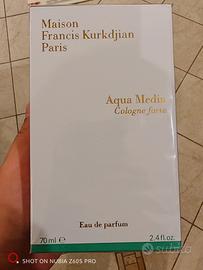 Maison
Francis Kurkdjian
Paris
Aqua Media
Cologne forte
Eau de parfum
70 ml e
2,4 fl.oz.
SHOT ON NUBIA Z60S PRO
subito